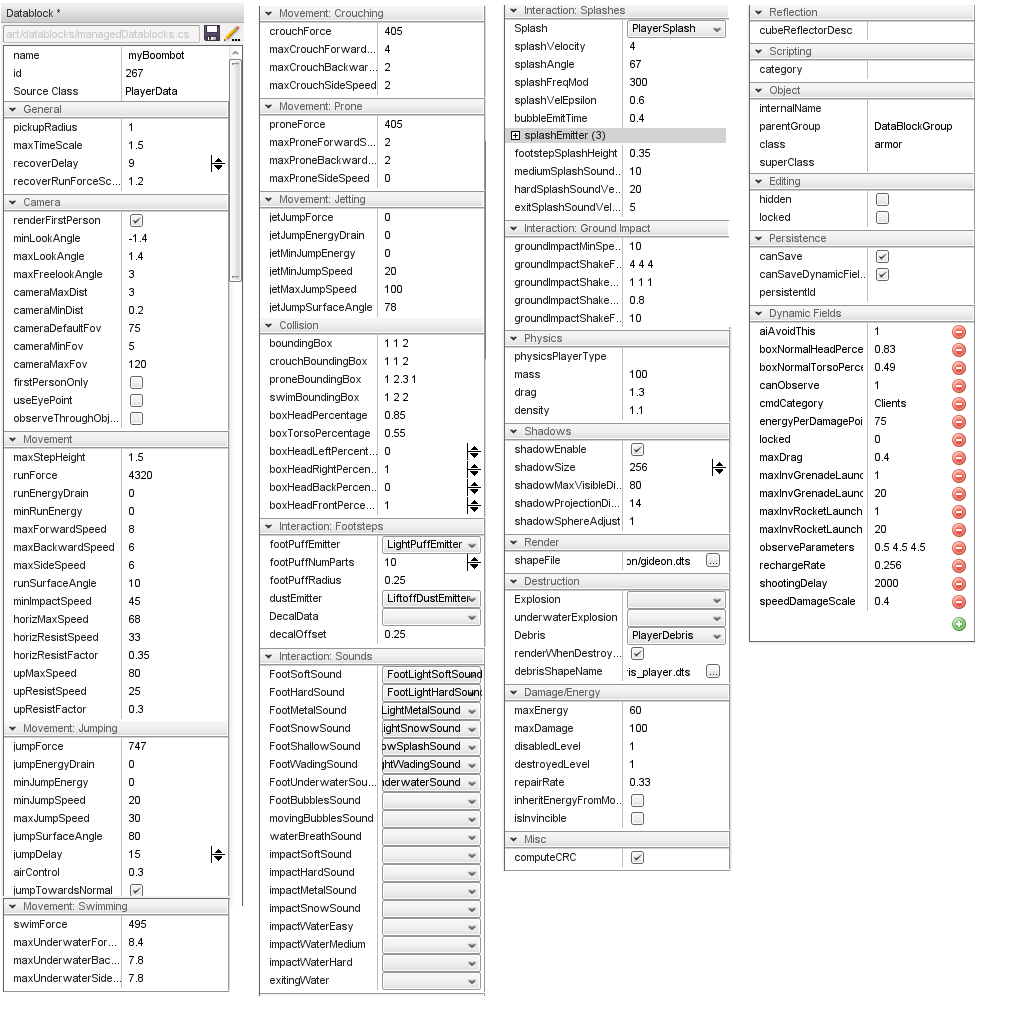 Datablock *
art/datablocks/managedDatablocks.cs
name myBoombot
id 267
Source Class PlayerData
General
pickupRadius 1
maxTimeScale 1.5
recoverDelay 9
recoverRunForceSc... 1.2
Camera
renderFirstPerson
minLookAngle -1.4
maxLookAngle 1.4
maxFreelookAngle 3
cameraMaxDist 3
cameraMinDist 0.2
cameraDefaultFov 75
cameraMinFov 5
cameraMaxFov 120
firstPersonOnly
useEyePoint
observeThroughObj...
Movement
maxStepHeight 1.5
runForce 4320
runEnergyDrain 0
minRunEnergy 0
maxForwardSpeed 8
maxBackwardSpeed 6
maxSideSpeed 6
runSurfaceAngle 10
minImpactSpeed 45
horizMaxSpeed 68
horizResistSpeed 33
horizResistFactor 0.35
upMaxSpeed 80
upResistSpeed 25
upResistFactor 0.3
Movement: Jumping
jumpForce 747
jumpEnergyDrain 0
minJumpEnergy 0
minJumpSpeed 20
maxJumpSpeed 30
jumpSurfaceAngle 80
jumpDelay 15
airControl 0.3
jumpTowardsNormal
Movement: Swimming
swimForce 495
maxUnderwaterFor... 8.4
maxUnderwaterBac... 7.8
maxUnderwaterSide... 7.8
Movement: Crouching
crouchForce 405
maxCrouchForward... 4
maxCrouchBackwar... 2
maxCrouchSideSpeed 2
Movement: Prone
proneForce 405
maxProneForwardS... 2
maxProneBackward... 2
maxProneSideSpeed 0
Movement: Jetting
jetJumpForce 0
jetJumpEnergyDrain 0
jetMinJumpEnergy 0
jetMinJumpSpeed 20
jetMaxJumpSpeed 100
jetJumpSurfaceAngle 78
Collision
boundingBox 1 1 2
crouchBoundingBox 1 1 2
proneBoundingBox 1 2.3 1
swimBoundingBox 1 2 2
boxHeadPercentage 0.85
boxTorsoPercentage 0.55
boxHeadLeftPercent... 0
boxHeadRightPercen... 1
boxHeadBackPercen... 0
boxHeadFrontPerce... 1
Interaction: Footsteps
footPuffEmitter LightPuffEmitter
footPuffNumParts 10
footPuffRadius 0.25
dustEmitter LiftoffDustEmitter
DecalData
decalOffset 0.25
Interaction: Sounds
FootSoftSound FootLightSoftSound
FootHardSound FootLightHardSound
FootMetalSound LightMetalSound
FootSnowSound ightSnowSound
FootShallowSound owSplashSound
FootWadingSound ghtWadingSound
FootUnderwaterSou... nderwaterSound
FootBubblesSound
movingBubblesSound
waterBreathSound
impactSoftSound
impactHardSound
impactMetalSound
impactSnowSound
impactWaterEasy
impactWaterMedium
impactWaterHard
exitingWater
Interaction: Splashes
Splash PlayerSplash
splashVelocity 4
splashAngle 67
splashFreqMod 300
splashVelEpsilon 0.6
bubbleEmitTime 0.4
splashEmitter (3)
footstepSplashHeight 0.35
mediumSplashSound... 10
hardSplashSoundVe... 20
exitSplashSoundVel... 5
Interaction: Ground Impact
groundImpactMinSpe... 10
groundImpactShakeF... 4 4 4
groundImpactShake... 1 1 1
groundImpactShake... 0.8
groundImpactShakeF... 10
Physics
physicsPlayerType
mass 100
drag 1.3
density 1.1
Shadows
shadowEnable
shadowSize 256
shadowMaxVisibleDi... 80
shadowProjectionDi... 14
shadowSphereAdjust 1
Render
shapeFile on/gideon.dts ...
Destruction
Explosion
underwaterExplosion
Debris PlayerDebris
renderWhenDestroy...
debrisShapeName ris_player.dts ...
Damage/Energy
maxEnergy 60
maxDamage 100
disabledLevel 1
destroyedLevel 1
repairRate 0.33
inheritEnergyFromMo...
isInvincible
Misc
computeCRC
Reflection
cubeReflectorDesc
Scripting
category
Object
internalName
parentGroup DataBlockGroup
class armor
superClass
Editing
hidden
locked
Persistence
canSave
canSaveDynamicFiel...
persistentId
Dynamic Fields
aiAvoidThis 1
boxNormalHeadPerce 0.83
boxNormalTorsoPerce 0.49
canObserve 1
cmdCategory Clients
energyPerDamagePoi 75
locked 0
maxDrag 0.4
maxInvGrenadeLaunc 1
maxInvGrenadeLaunc 20
maxInvRocketLaunch 1
maxInvRocketLaunch 20
observeParameters 0.5 4.5 4.5
rechargeRate 0.256
shootingDelay 2000
speedDamageScale 0.4